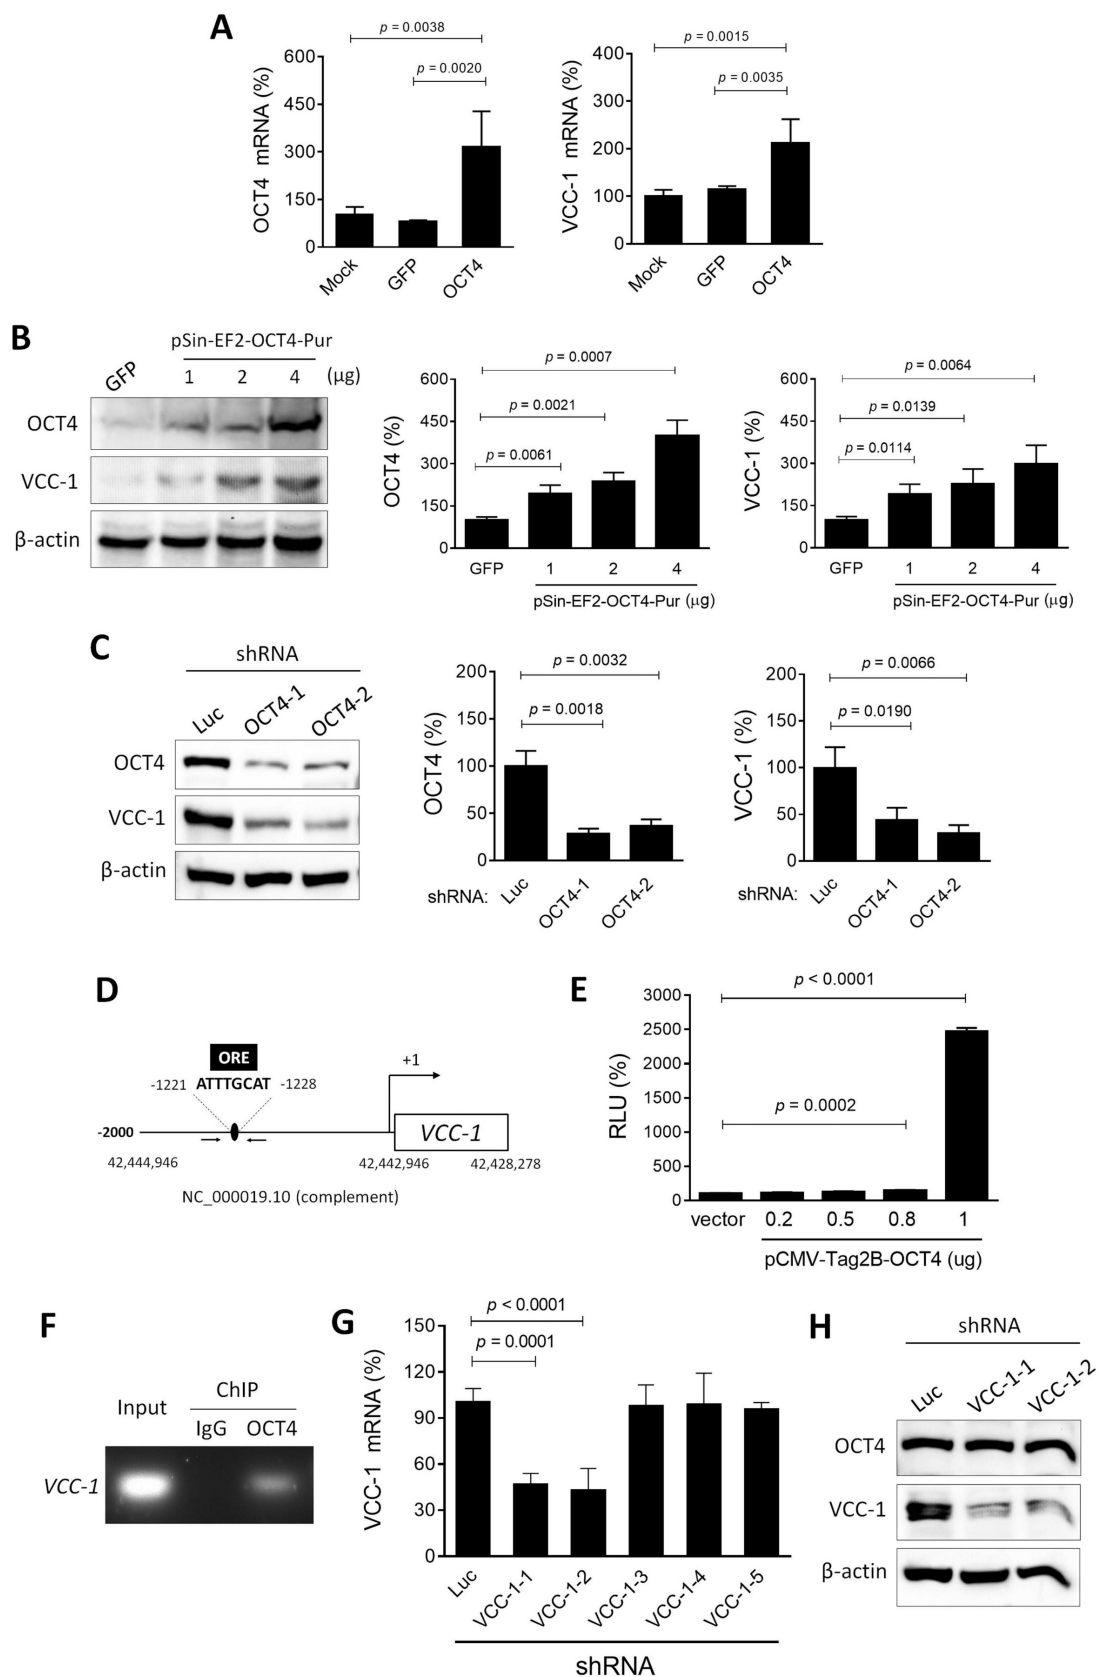 A
p = 0.0038
p = 0.0020
OCT4 mRNA (%)
600
450
300
150
0
Mock
GFP
OCT4
p = 0.0015
p = 0.0035
VCC-1 mRNA (%)
400
300
200
100
0
Mock
GFP
OCT4
B
pSin-EF2-OCT4-Pur
GFP 1 2 4 (µg)
OCT4
VCC-1
β-actin
p = 0.0007
p = 0.0021
p = 0.0061
OCT4 (%)
600
450
300
150
0
GFP 1 2 4
pSin-EF2-OCT4-Pur (µg)
p = 0.0064
p = 0.0139
p = 0.0114
VCC-1 (%)
600
450
300
150
0
GFP 1 2 4
pSin-EF2-OCT4-Pur (µg)
C
shRNA
Luc OCT4-1 OCT4-2
OCT4
VCC-1
β-actin
p = 0.0032
p = 0.0018
OCT4 (%)
200
150
100
50
0
shRNA: Luc OCT4-1 OCT4-2
p = 0.0066
p = 0.0190
VCC-1 (%)
200
150
100
50
0
shRNA: Luc OCT4-1 OCT4-2
D
ORE
-1221 ATTTGCAT -1228
+1
-2000
VCC-1
42,444,946 42,442,946 42,428,278
NC_000019.10 (complement)
E
p < 0.0001
p = 0.0002
RLU (%)
3000
2500
2000
1500
1000
500
0
vector 0.2 0.5 0.8 1
pCMV-Tag2B-OCT4 (ug)
F
ChIP
Input IgG OCT4
VCC-1
G
p < 0.0001
p = 0.0001
VCC-1 mRNA (%)
150
120
90
60
30
0
Luc VCC-1-1 VCC-1-2 VCC-1-3 VCC-1-4 VCC-1-5
shRNA
H
shRNA
Luc VCC-1-1 VCC-1-2
OCT4
VCC-1
β-actin